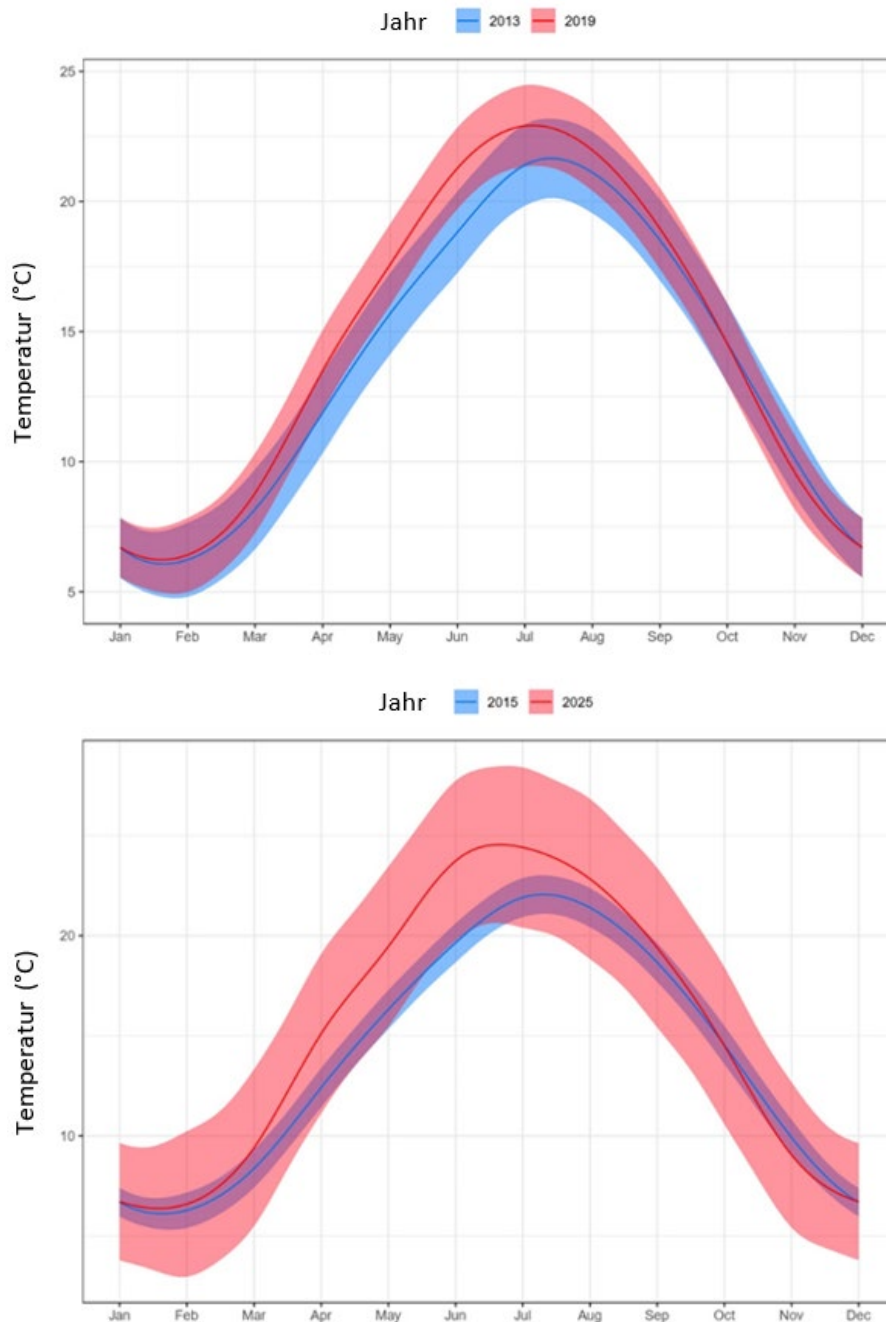 Jahr 2013 2019
25
20
15
10
5
Temperatur (°C)
Jan Feb Mar Apr May Jun Jul Aug Sep Oct Nov Dec
Jahr 2015 2025
20
10
Temperatur (°C)
Jan Feb Mar Apr May Jun Jul Aug Sep Oct Nov Dec